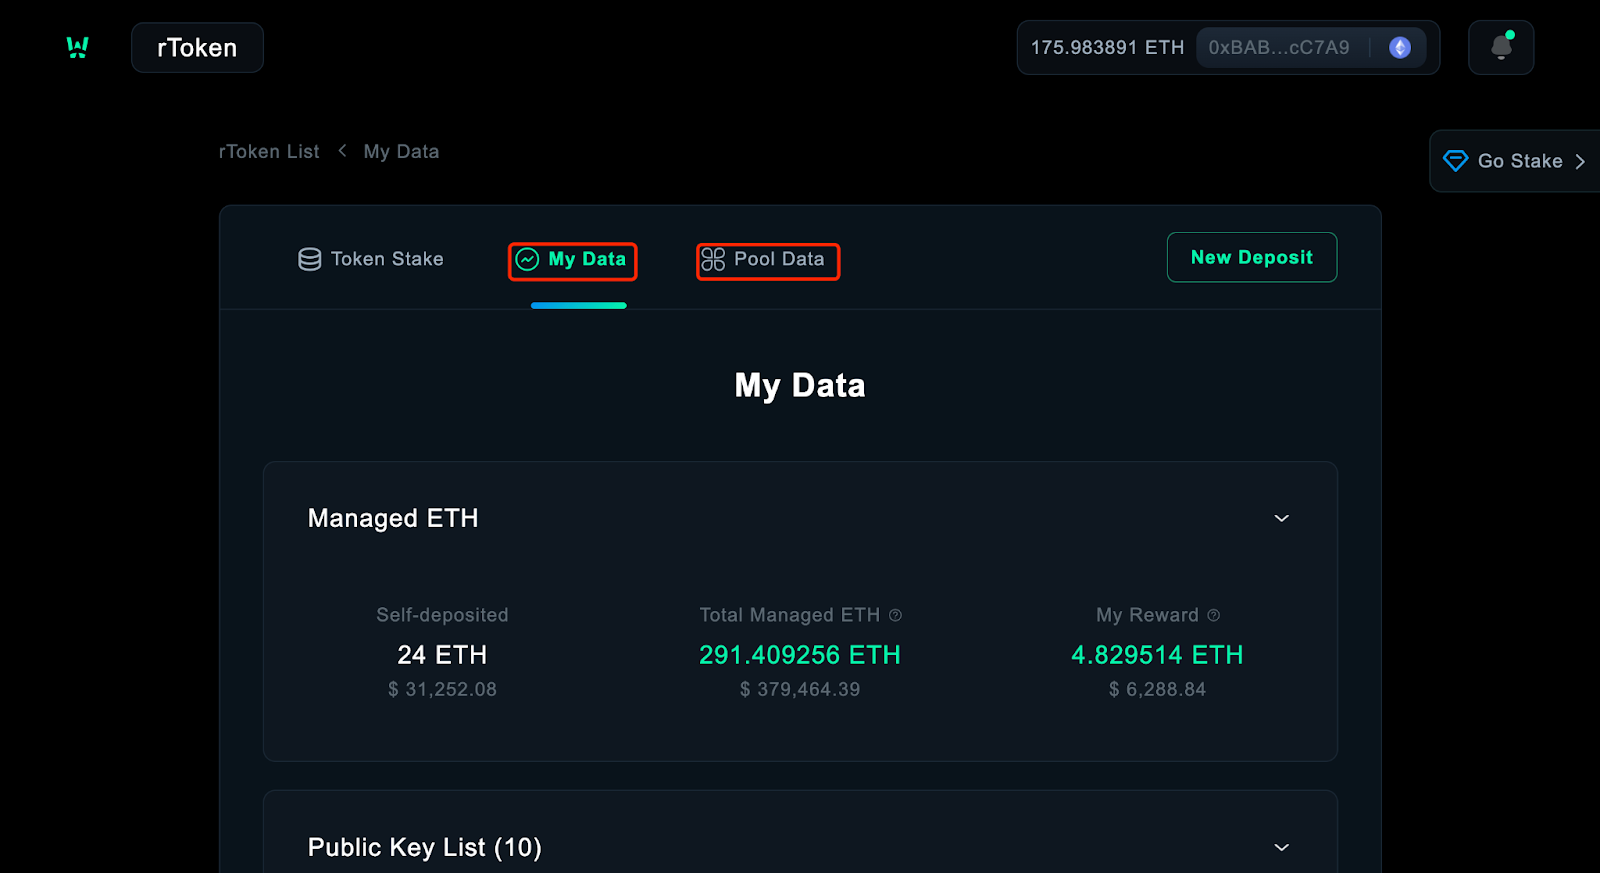 rToken
175.983891 ETH 0xBAB...cC7A9
rToken List My Data
Go Stake
Token Stake My Data Pool Data New Deposit
My Data
Managed ETH
Self-deposited Total Managed ETH My Reward
24 ETH 291.409256 ETH 4.829514 ETH
$ 31,252.08 $ 379,464.39 $ 6,288.84
Public Key List (10)